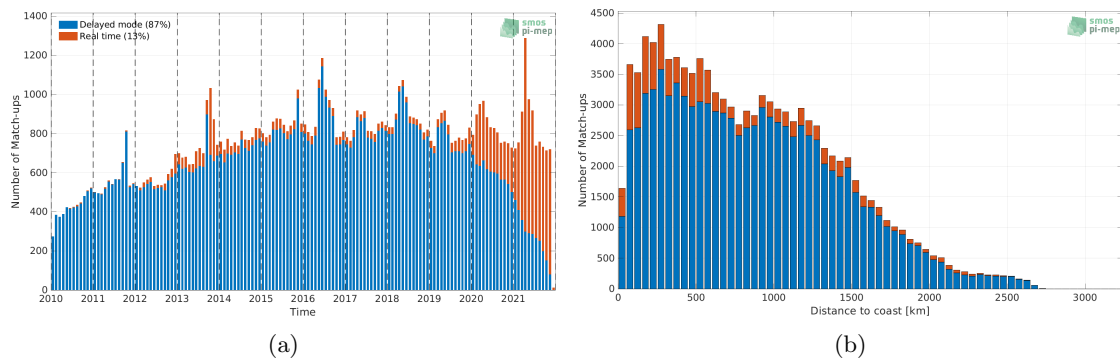 Delayed mode (87%)
Real time (13%)
smos
pi-mep
Number of Match-ups
1400
1200
1000
800
600
400
200
0
2010 2011 2012 2013 2014 2015 2016 2017 2018 2019 2020 2021
Time
(a)
smos
pi-mep
Number of Match-ups
4500
4000
3500
3000
2500
2000
1500
1000
500
0
0 500 1000 1500 2000 2500 3000
Distance to coast [km]
(b)